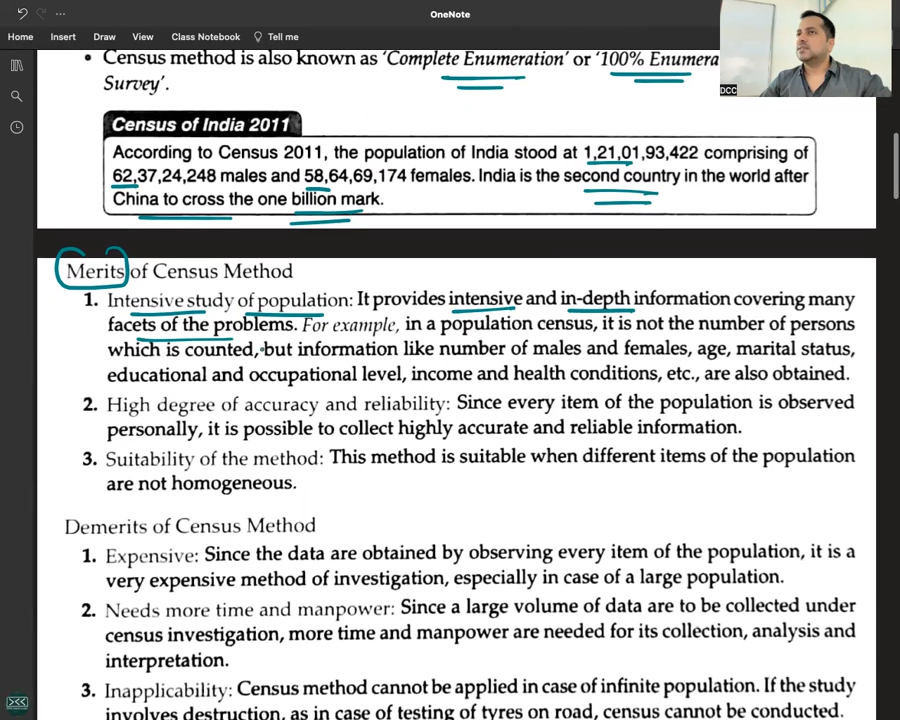 OneNote
Home Insert Draw View Class Notebook Tell me
• Census method is also known as 'Complete Enumeration' or '100% Enumera
Survey'.
DCC
Census of India 2011
According to Census 2011, the population of India stood at 1,21,01,93,422 comprising of
62,37,24,248 males and 58,64,69,174 females. India is the second country in the world after
China to cross the one billion mark.
Merits of Census Method
1. Intensive study of population: It provides intensive and in-depth information covering many
facets of the problems. For example, in a population census, it is not the number of persons
which is counted, but information like number of males and females, age, marital status,
educational and occupational level, income and health conditions, etc., are also obtained.
2. High degree of accuracy and reliability: Since every item of the population is observed
personally, it is possible to collect highly accurate and reliable information.
3. Suitability of the method: This method is suitable when different items of the population
are not homogeneous.
Demerits of Census Method
1. Expensive: Since the data are obtained by observing every item of the population, it is a
very expensive method of investigation, especially in case of a large population.
2. Needs more time and manpower: Since a large volume of data are to be collected under
census investigation, more time and manpower are needed for its collection, analysis and
interpretation.
3. Inapplicability: Census method cannot be applied in case of infinite population. If the study
involves destruction, as in case of testing of tyres on road, census cannot be conducted.